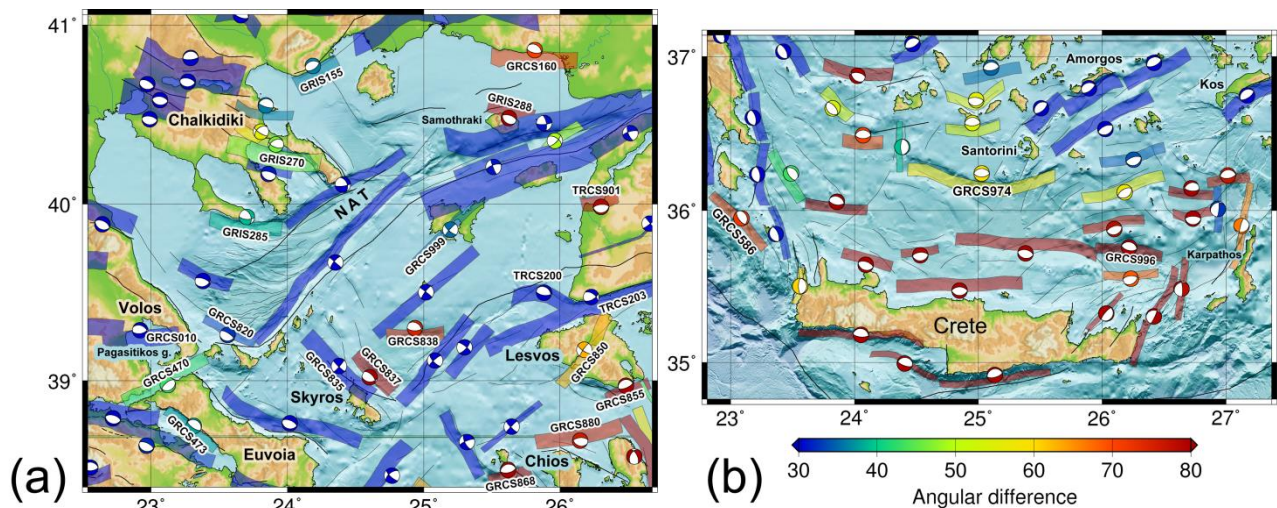 41°
40°
39°
23°
24°
25°
26°
GRIS155
GRCS160
Chalkidiki
GRIS288
Samothraki
GRIS270
NAT
TRCS901
GRIS285
GRCS999
TRCS200
TRCS203
Volos
GRCS820
GRCS010
Pagasitikos g.
GRCS838
Lesvos
GRCS850
GRCS470
GRCS835
GRCS837
Skyros
GRCS855
GRCS473
GRCS880
Euvoia
Chios
GRCS868
(a)
37°
36°
35°
23°
24°
25°
26°
27°
Amorgos
Kos
Santorini
GRCS974
GRCS586
GRCS996
Karpathos
Crete
(b)
30 40 50 60 70 80
Angular difference